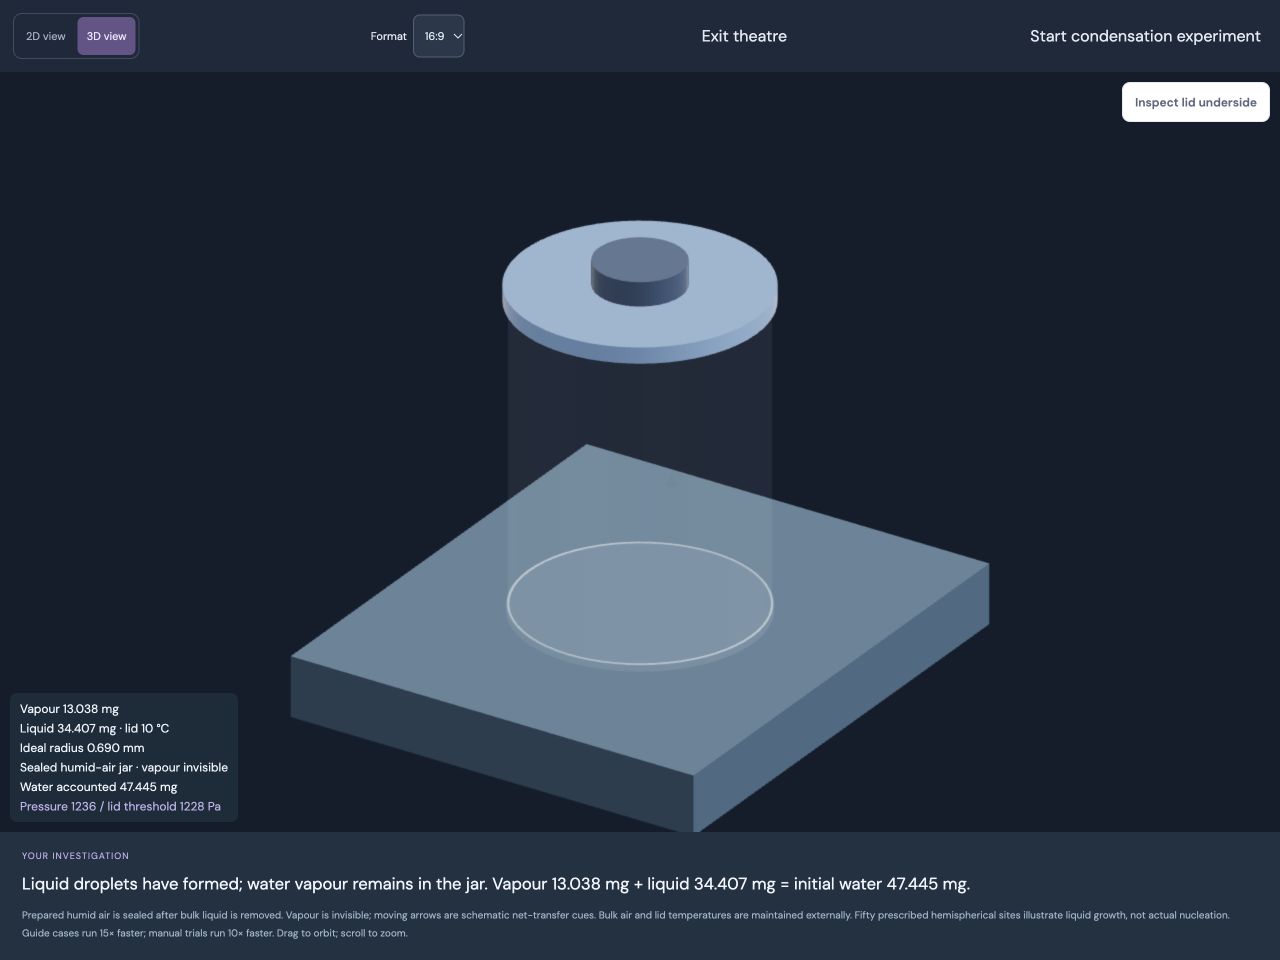 2D view
3D view
Format
16:9
Exit theatre
Start condensation experiment
Inspect lid underside
Vapour 13.038 mg
Liquid 34.407 mg · lid 10 °C
Ideal radius 0.690 mm
Sealed humid-air jar · vapour invisible
Water accounted 47.445 mg
Pressure 1236 / lid threshold 1228 Pa
YOUR INVESTIGATION
Liquid droplets have formed; water vapour remains in the jar. Vapour 13.038 mg + liquid 34.407 mg = initial water 47.445 mg.
Prepared humid air is sealed after bulk liquid is removed. Vapour is invisible; moving arrows are schematic net-transfer cues. Bulk air and lid temperatures are maintained externally. Fifty prescribed hemispherical sites illustrate liquid growth, not actual nucleation.
Guide cases run 15× faster; manual trials run 10× faster. Drag to orbit; scroll to zoom.